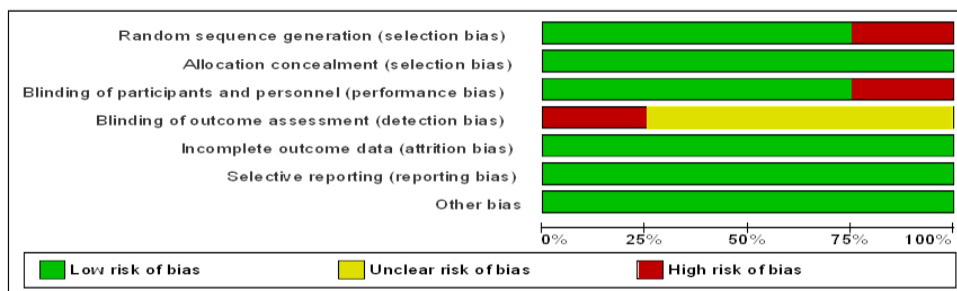 Random sequence generation (selection bias)
Allocation concealment (selection bias)
Blinding of participants and personnel (performance bias)
Blinding of outcome assessment (detection bias)
Incomplete outcome data (attrition bias)
Selective reporting (reporting bias)
Other bias
0% 25% 50% 75% 100%
Low risk of bias Unclear risk of bias High risk of bias